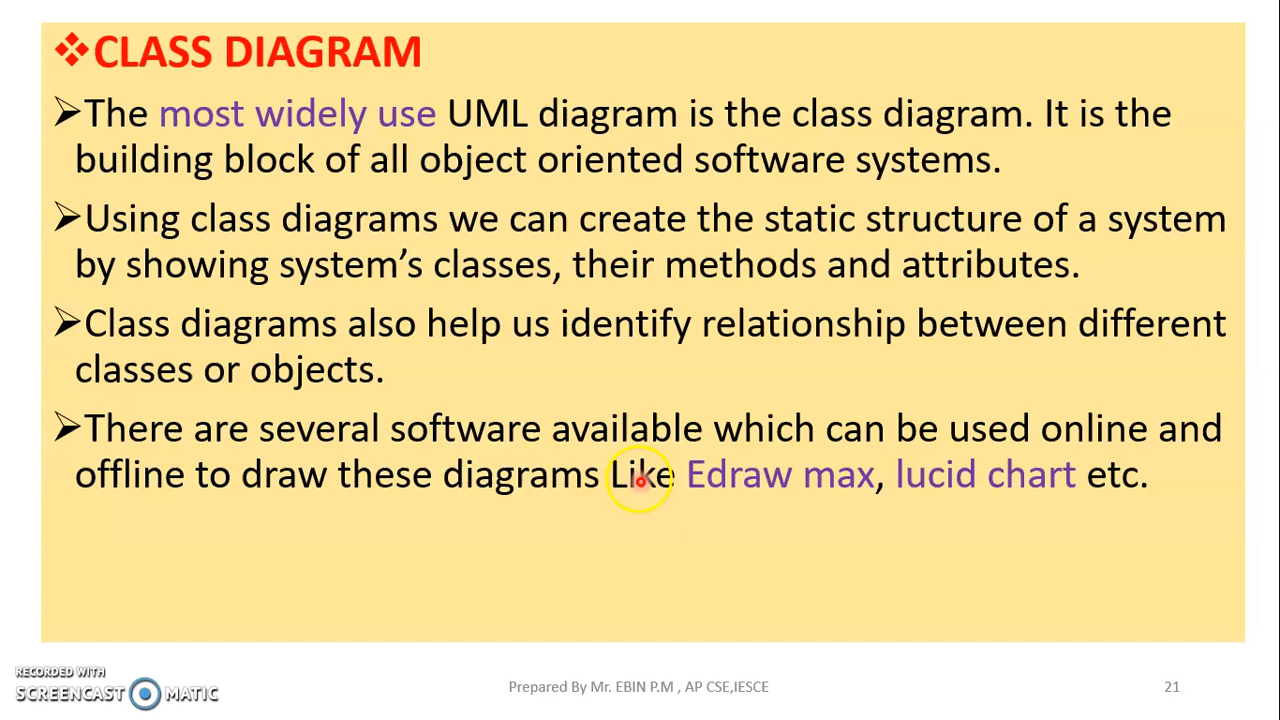 ❖CLASS DIAGRAM
➢The most widely use UML diagram is the class diagram. It is the
building block of all object oriented software systems.
➢Using class diagrams we can create the static structure of a system
by showing system’s classes, their methods and attributes.
➢Class diagrams also help us identify relationship between different
classes or objects.
➢There are several software available which can be used online and
offline to draw these diagrams Like Edraw max, lucid chart etc.
RECORDED WITH
SCREENCAST MATIC
Prepared By Mr. EBIN P.M , AP CSE,IESCE
21